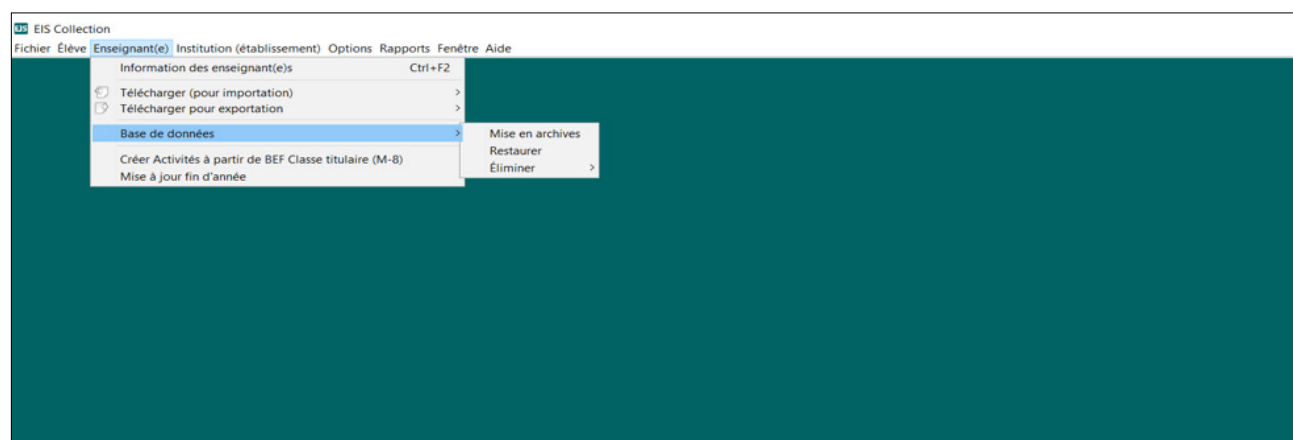 EIS EIS Collection
Fichier Élève Enseignant(e) Institution (établissement) Options Rapports Fenêtre Aide
Information des enseignant(e)s Ctrl+F2
Télécharger (pour importation) >
Télécharger pour exportation >
Base de données >
Mise en archives
Restaurer
Éliminer >
Créer Activités à partir de BEF Classe titulaire (M-8)
Mise à jour fin d'année